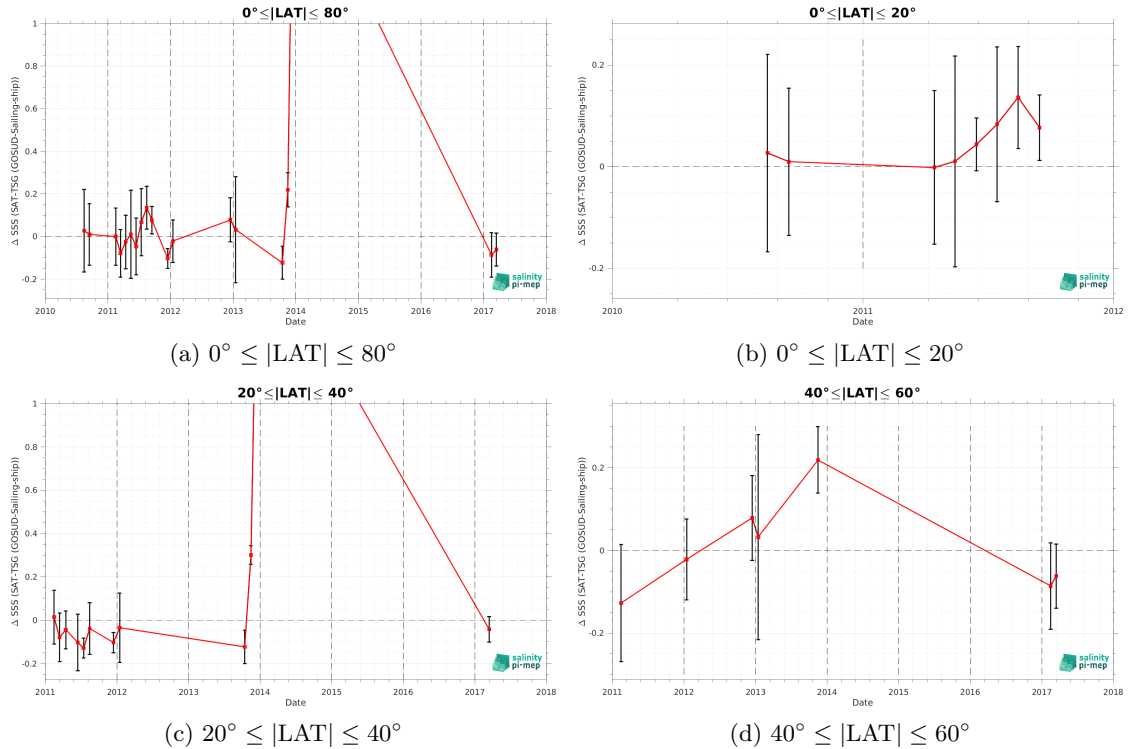 0°≤|LAT|≤ 80°
Δ SSS (SAT-TSG (GOSUD-Sailing-ship))
1
0.8
0.6
0.4
0.2
0
-0.2
2010 2011 2012 2013 2014 2015 2016 2017 2018
Date
salinity
pi-mep
(a) 0° ≤ |LAT| ≤ 80°
0°≤|LAT|≤ 20°
Δ SSS (SAT-TSG (GOSUD-Sailing-ship))
0.2
0
-0.2
2010 2011 2012
Date
salinity
pi-mep
(b) 0° ≤ |LAT| ≤ 20°
20°≤|LAT|≤ 40°
Δ SSS (SAT-TSG (GOSUD-Sailing-ship))
1
0.8
0.6
0.4
0.2
0
-0.2
2011 2012 2013 2014 2015 2016 2017 2018
Date
salinity
pi-mep
(c) 20° ≤ |LAT| ≤ 40°
40°≤|LAT|≤ 60°
Δ SSS (SAT-TSG (GOSUD-Sailing-ship))
0.2
0
-0.2
2011 2012 2013 2014 2015 2016 2017 2018
Date
salinity
pi-mep
(d) 40° ≤ |LAT| ≤ 60°